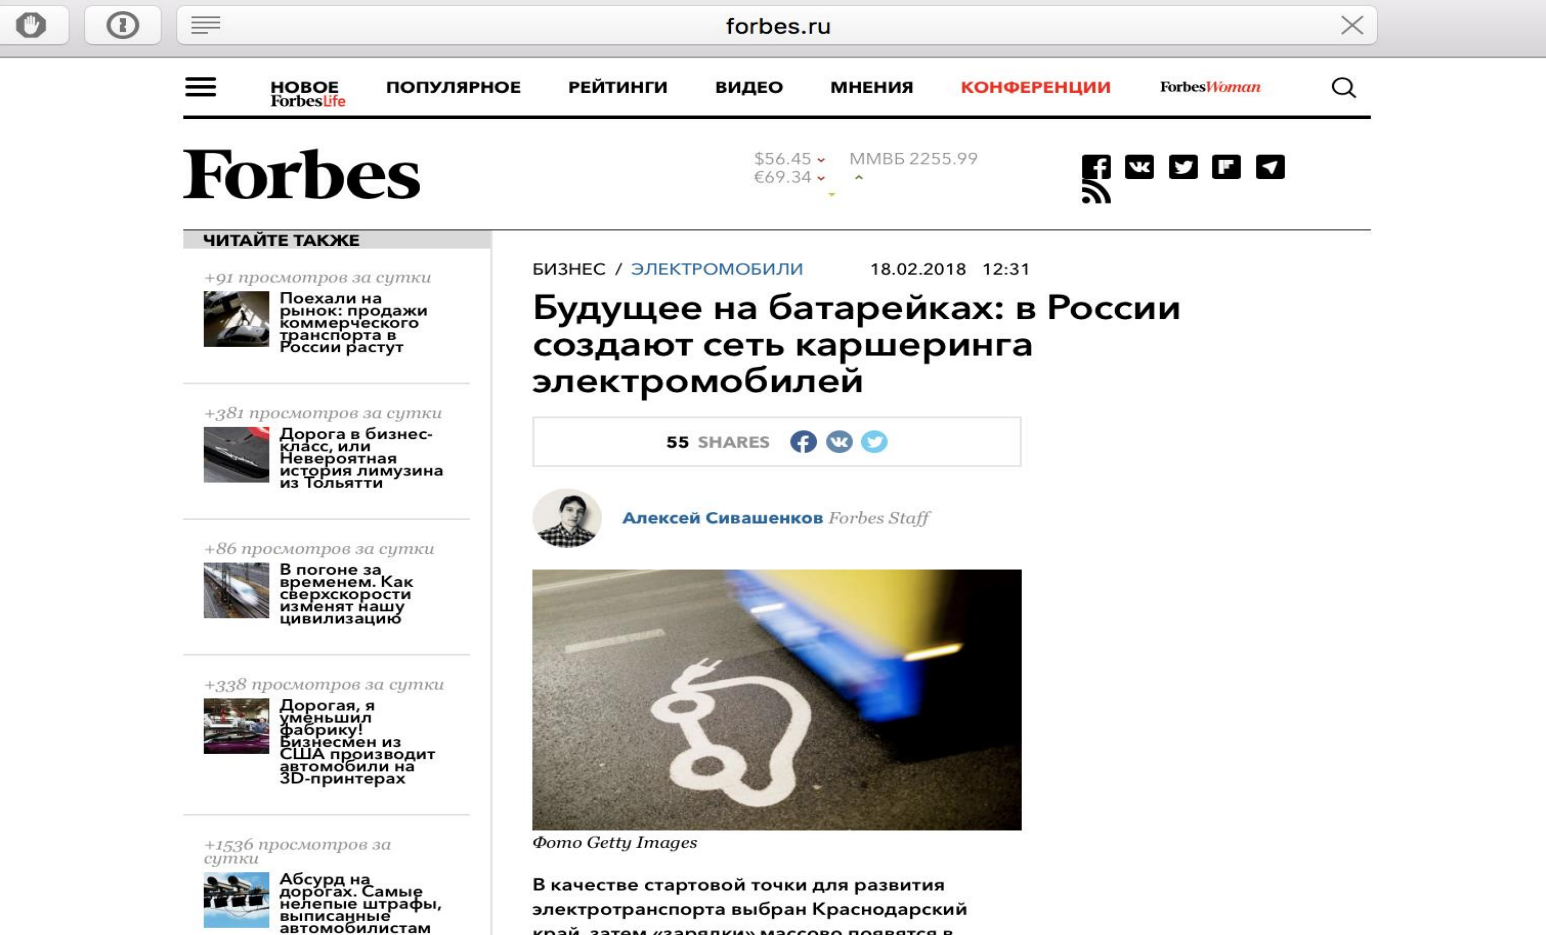 forbes.ru
НОВОЕ ПОПУЛЯРНОЕ РЕЙТИНГИ ВИДЕО МНЕНИЯ КОНФЕРЕНЦИИ ForbesWoman
ForbesLife
Forbes
$56.45 ММВБ 2255.99
€69.34
ЧИТАЙТЕ ТАКЖЕ
+91 просмотров за сутки
Поехали на
рынок: продажи
коммерческого
транспорта в
России растут
+381 просмотров за сутки
Дорога в бизнес-
класс, или
Невероятная
история лимузина
из Тольятти
+86 просмотров за сутки
В погоне за
временем. Как
сверхскорости
изменят нашу
цивилизацию
+338 просмотров за сутки
Дорогая, я
уменьшил
фабрику!
Бизнесмен из
США производит
автомобили на
3D-принтерах
+1536 просмотров за
сутки
Абсурд на
дорогах. Самые
нелепые штрафы,
выписанные
автомобилистам
БИЗНЕС / ЭЛЕКТРОМОБИЛИ 18.02.2018 12:31
Будущее на батарейках: в России
создают сеть каршеринга
электромобилей
55 SHARES
Алексей Сивашенков Forbes Staff
Фото Getty Images
В качестве стартовой точки для развития
электротранспорта выбран Краснодарский
край, затем «зарядки» массово появятся в